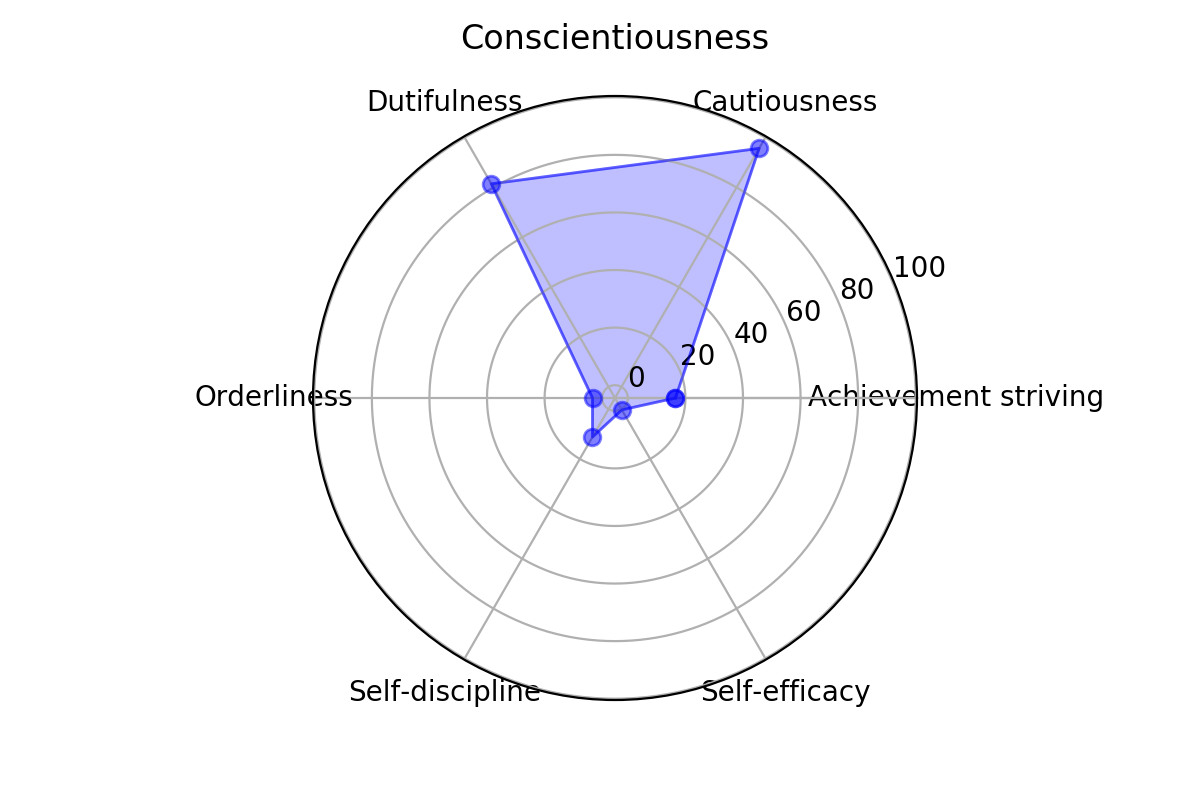 Conscientiousness
Dutifulness
Cautiousness
100
80
60
40
20
0
Orderliness
Achievement striving
Self-discipline
Self-efficacy